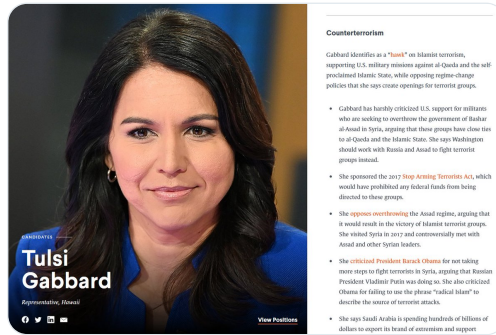 CANDIDATES
Tulsi
Gabbard
Representative, Hawaii
View Positions
Counterterrorism
Gabbard identifies as a "hawk" on Islamist terrorism,
supporting U.S. military missions against al-Qaeda and the self-
proclaimed Islamic State, while opposing regime-change
policies that she says create openings for terrorist groups.
• Gabbard has harshly criticized U.S. support for militants
who are seeking to overthrow the government of Bashar
al-Assad in Syria, arguing that these groups have close ties
to al-Qaeda and the Islamic State. She says Washington
should work with Russia and Assad to fight terrorist
groups instead.
• She sponsored the 2017 Stop Arming Terrorists Act, which
would have prohibited any federal funds from being
directed to these groups.
• She opposes overthrowing the Assad regime, arguing that
it would result in the victory of Islamist terrorist groups.
She visited Syria in 2017 and controversially met with
Assad and other Syrian leaders.
• She criticized President Barack Obama for not taking
more steps to fight terrorists in Syria, arguing that Russian
President Vladimir Putin was doing so. She also criticized
Obama for failing to use the phrase "radical Islam" to
describe the source of terrorist attacks.
• She says Saudi Arabia is spending hundreds of billions of
dollars to export its brand of extremism and support